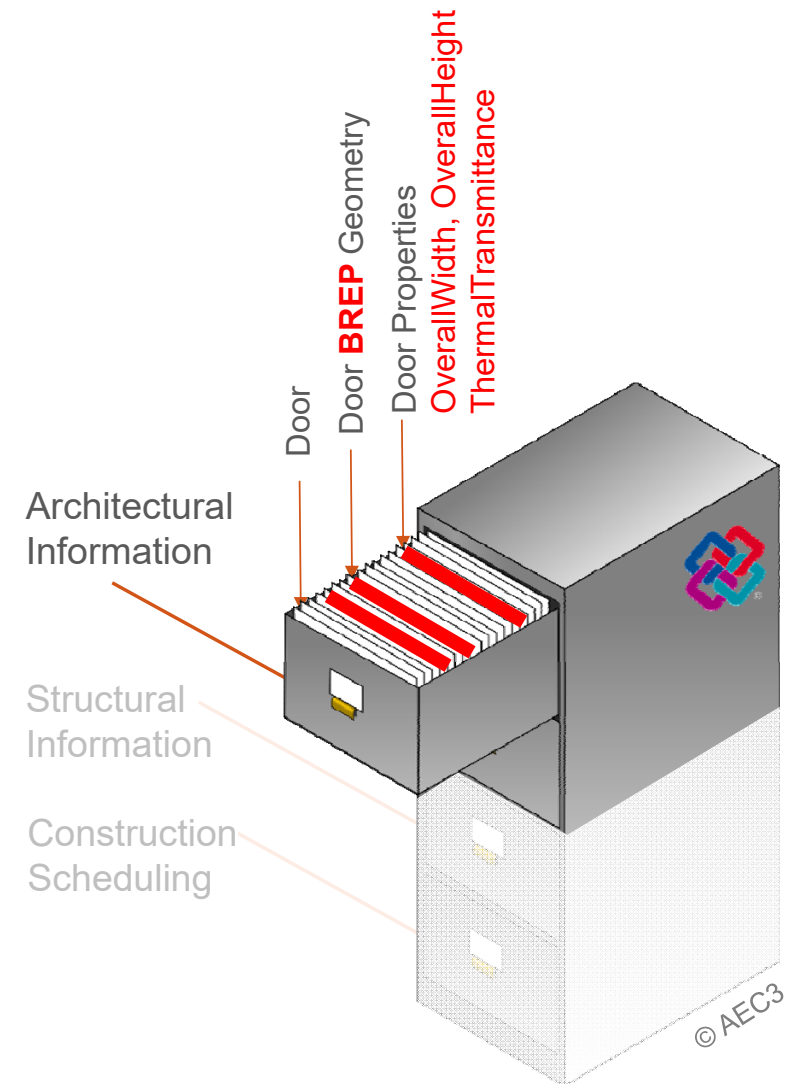 Door
Door BREP Geometry
Door Properties
OverallWidth, OverallHeight
ThermalTransmittance
Architectural
Information
Structural
Information
Construction
Scheduling
© AEC3